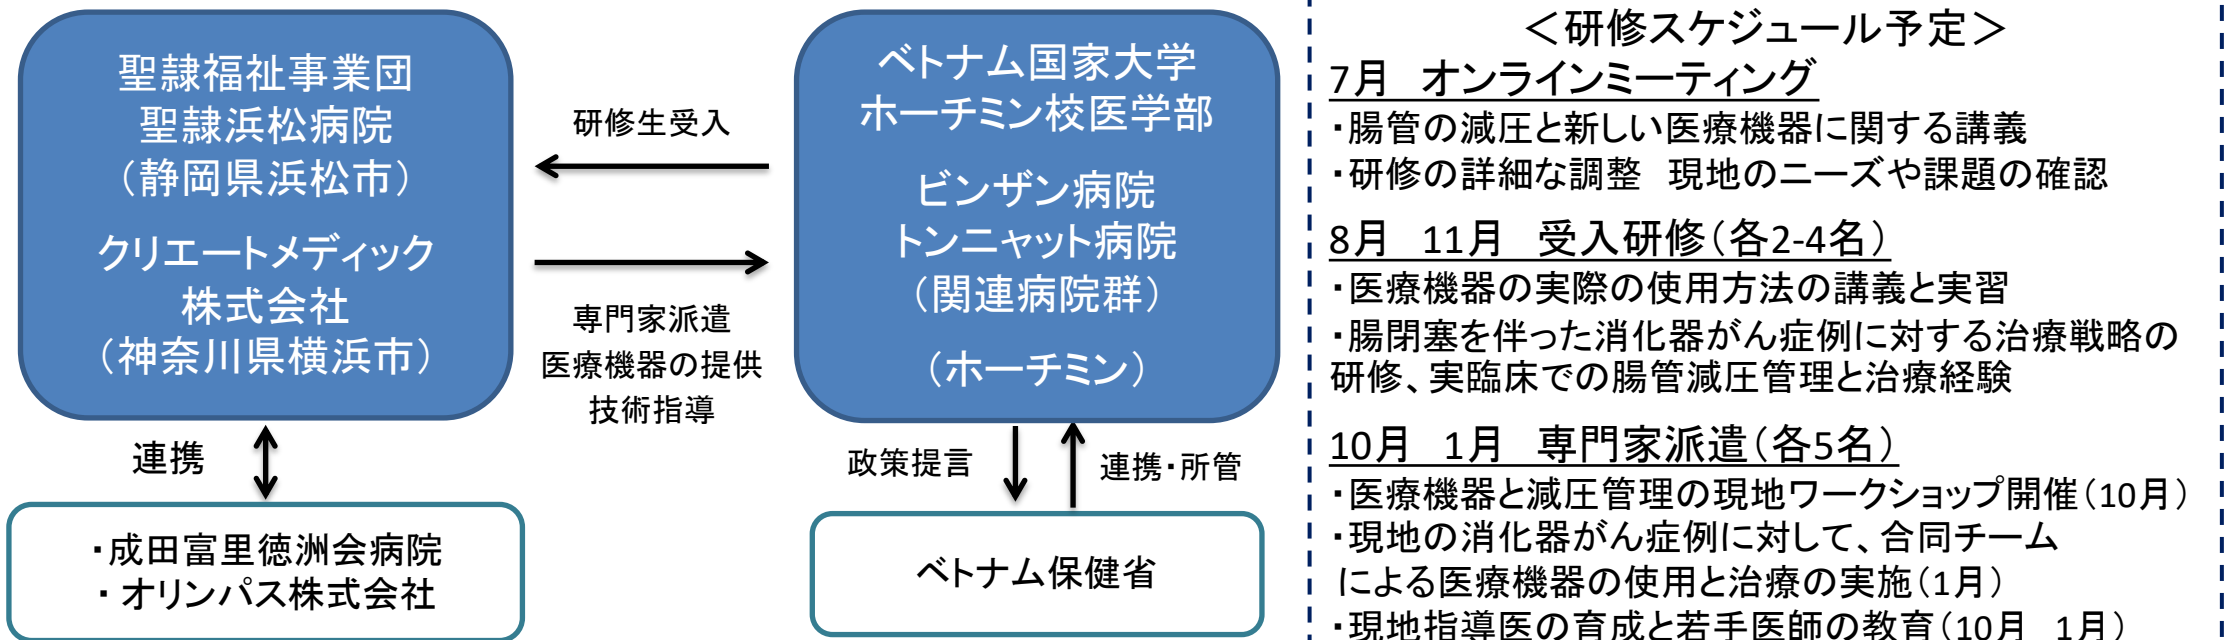 聖隷福祉事業団
聖隷浜松病院
（静岡県浜松市）
クリエートメディック
株式会社
（神奈川県横浜市）
研修生受入
専門家派遣
医療機器の提供
技術指導
ベトナム国家大学
ホーチミン校医学部
ビンザン病院
トンニャット病院
（関連病院群）
（ホーチミン）
連携
政策提言
連携・所管
・成田富里徳洲会病院
・オリンパス株式会社
ベトナム保健省
＜研修スケジュール予定＞
7月　オンラインミーティング
・腸管の減圧と新しい医療機器に関する講義
・研修の詳細な調整　現地のニーズや課題の確認
8月　11月　受入研修（各2-4名）
・医療機器の実際の使用方法の講義と実習
・腸閉塞を伴った消化器がん症例に対する治療戦略の
研修、実臨床での腸管減圧管理と治療経験
10月　1月　専門家派遣（各5名）
・医療機器と減圧管理の現地ワークショップ開催（10月）
・現地の消化器がん症例に対して、合同チーム
による医療機器の使用と治療の実施（1月）
・現地指導医の育成と若手医師の教育（10月　1月）